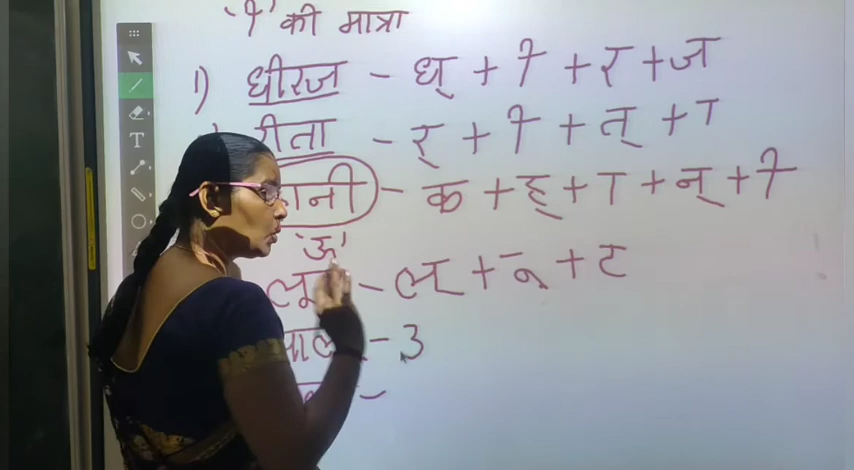 'ी' की मात्रा
1) धीरज - ध् + ी + र + ज
ीता - र् + ी + त् + ा
ानी - क + ह् + ा + न् + ी
'ऊ'
लू - ल् + ू + ट
ाल - 3
-